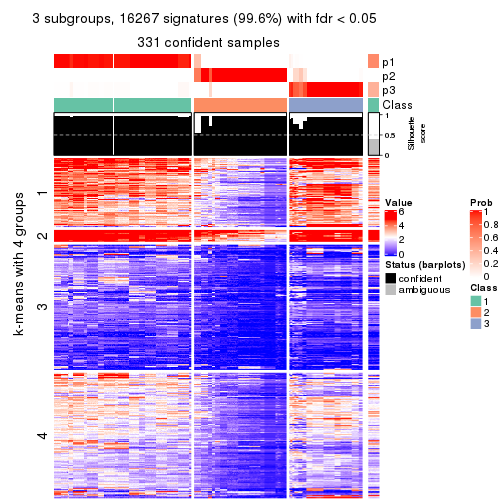 3 subgroups, 16267 signatures (99.6%) with fdr < 0.05
331 confident samples
p1
p2
p3
Class
1
0.5
0
Silhouette
score
k-means with 4 groups
1
2
3
4
Value
6
4
2
0
Status (barplots)
confident
ambiguous
Prob
1
0.8
0.6
0.4
0.2
0
Class
1
2
3